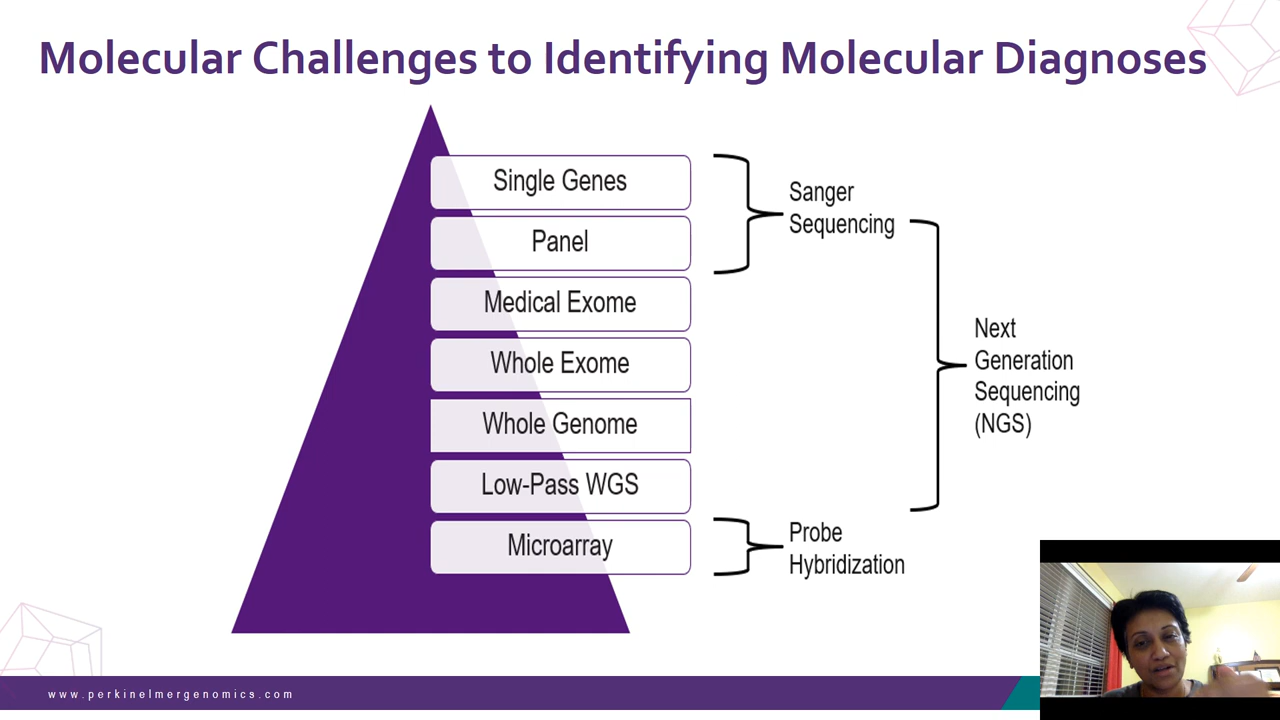 Molecular Challenges to Identifying Molecular Diagnoses
Single Genes
Panel
Medical Exome
Whole Exome
Whole Genome
Low-Pass WGS
Microarray
Sanger
Sequencing
Next
Generation
Sequencing
(NGS)
Probe
Hybridization
www.perkinelmergenomics.com